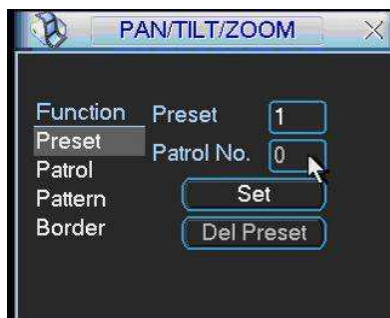 PAN/TILT/ZOOM
Function
Preset
Patrol
Pattern
Border
Preset 1
Patrol No. 0
Set
Del Preset